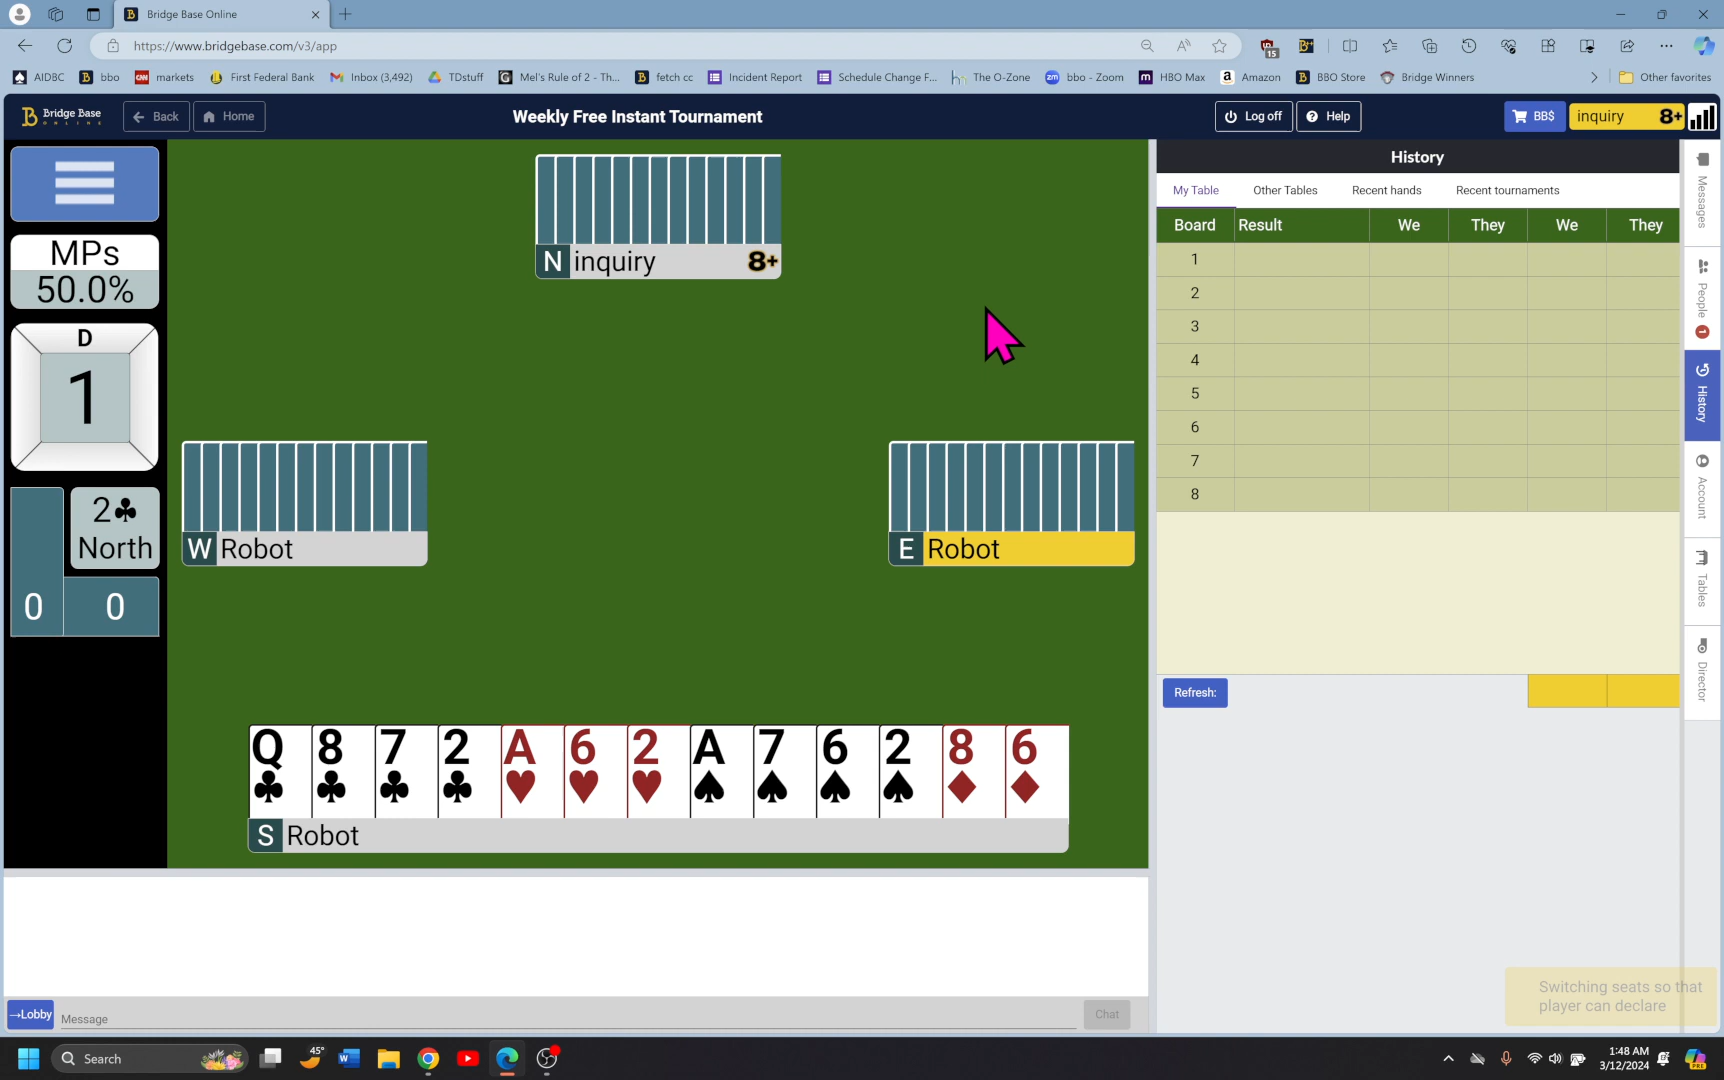 Bridge Base Online
https://www.bridgebase.com/v3/app
15
AIDBC
bbo
markets
First Federal Bank
Inbox (3,492)
TDstuff
Mel's Rule of 2 - Th...
fetch cc
Incident Report
Schedule Change F...
The O-Zone
bbo - Zoom
HBO Max
Amazon
BBO Store
Bridge Winners
Other favorites
Bridge Base
ONLINE
Back
Home
Weekly Free Instant Tournament
Log off
Help
BB$
inquiry 8+
MPs
50.0%
D
1
2♣
North
0
0
N inquiry 8+
W Robot
E Robot
Q♣ 8♣ 7♣ 2♣ A♥ 6♥ 2♥ A♠ 7♠ 6♠ 2♠ 8♦ 6♦
S Robot
History
My Table Other Tables Recent hands Recent tournaments
Board Result We They We They
1
2
3
4
5
6
7
8
Refresh:
Messages
People 1
History
Account
Tables
Director
Switching seats so that
player can declare
→Lobby
Message
Chat
Search
45°
1:48 AM
3/12/2024
PRE